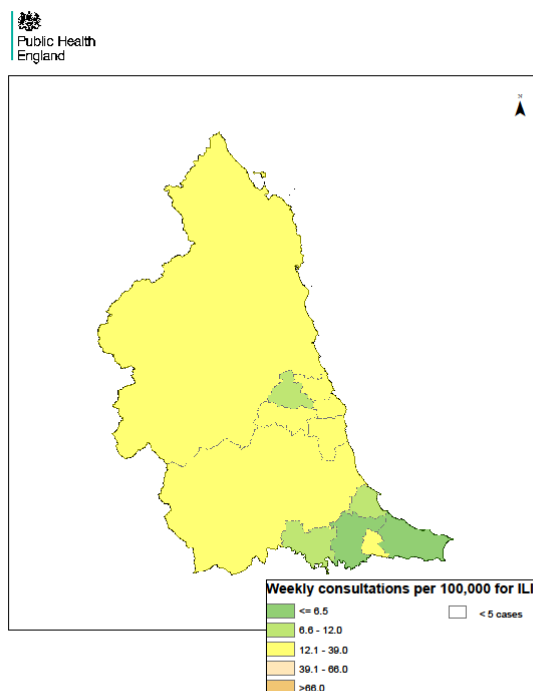 Public Health
England
N
Weekly consultations per 100,000 for ILI
<= 6.5
< 5 cases
6.6 - 12.0
12.1 - 39.0
39.1 - 66.0
>66.0